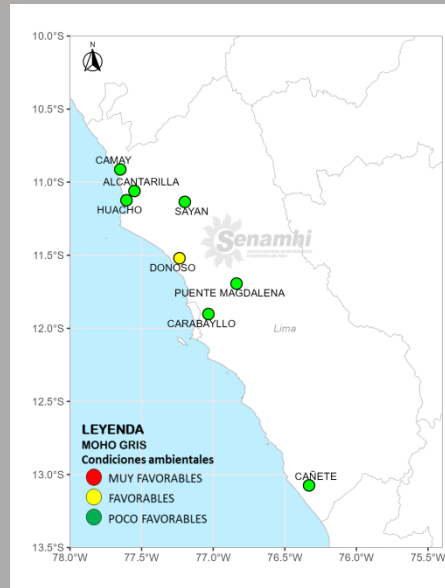 10.0°S
N
10.5°S
CAMAY
11.0°S
ALCANTARILLA
HUACHO
SAYAN
Senamhi
11.5°S
DONOSO
PUENTE MAGDALENA
CARABAYLLO
12.0°S
Lima
12.5°S
LEYENDA
MOHO GRIS
Condiciones ambientales
MUY FAVORABLES
FAVORABLES
POCO FAVORABLES
13.0°S
CAÑETE
13.5°S
78.0°W 77.5°W 77.0°W 76.5°W 76.0°W 75.5°W